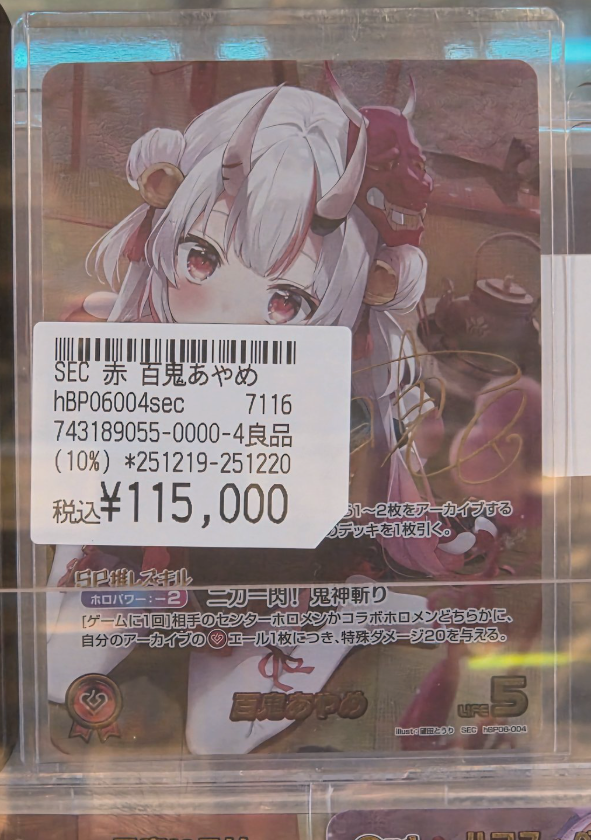 SEC 赤 百鬼あやめ
hBP06004sec 7116
743189055-0000-4良品
(10%) *251219-251220
税込¥115,000
1~2枚をアーカイブする
デッキを1枚引く。
SP推しスキル
ホロパワー:-2 二刀一閃! 鬼神斬り
[ゲームに1回]相手のセンターホロメンかコラボホロメンどちらかに、
自分のアーカイブの エール1枚につき、特殊ダメージ20を与える。
百鬼あやめ
LIFE 5
SEC hBP06-004